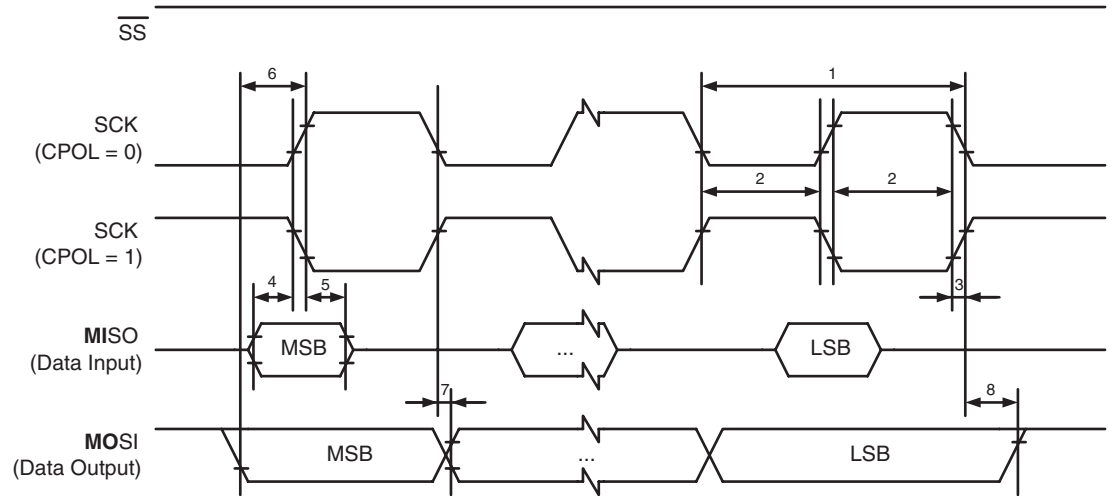 SS
6
1
SCK
(CPOL = 0)
2
2
SCK
(CPOL = 1)
4
5
3
MISO
(Data Input)
MSB
...
LSB
7
8
MOSI
(Data Output)
MSB
...
LSB